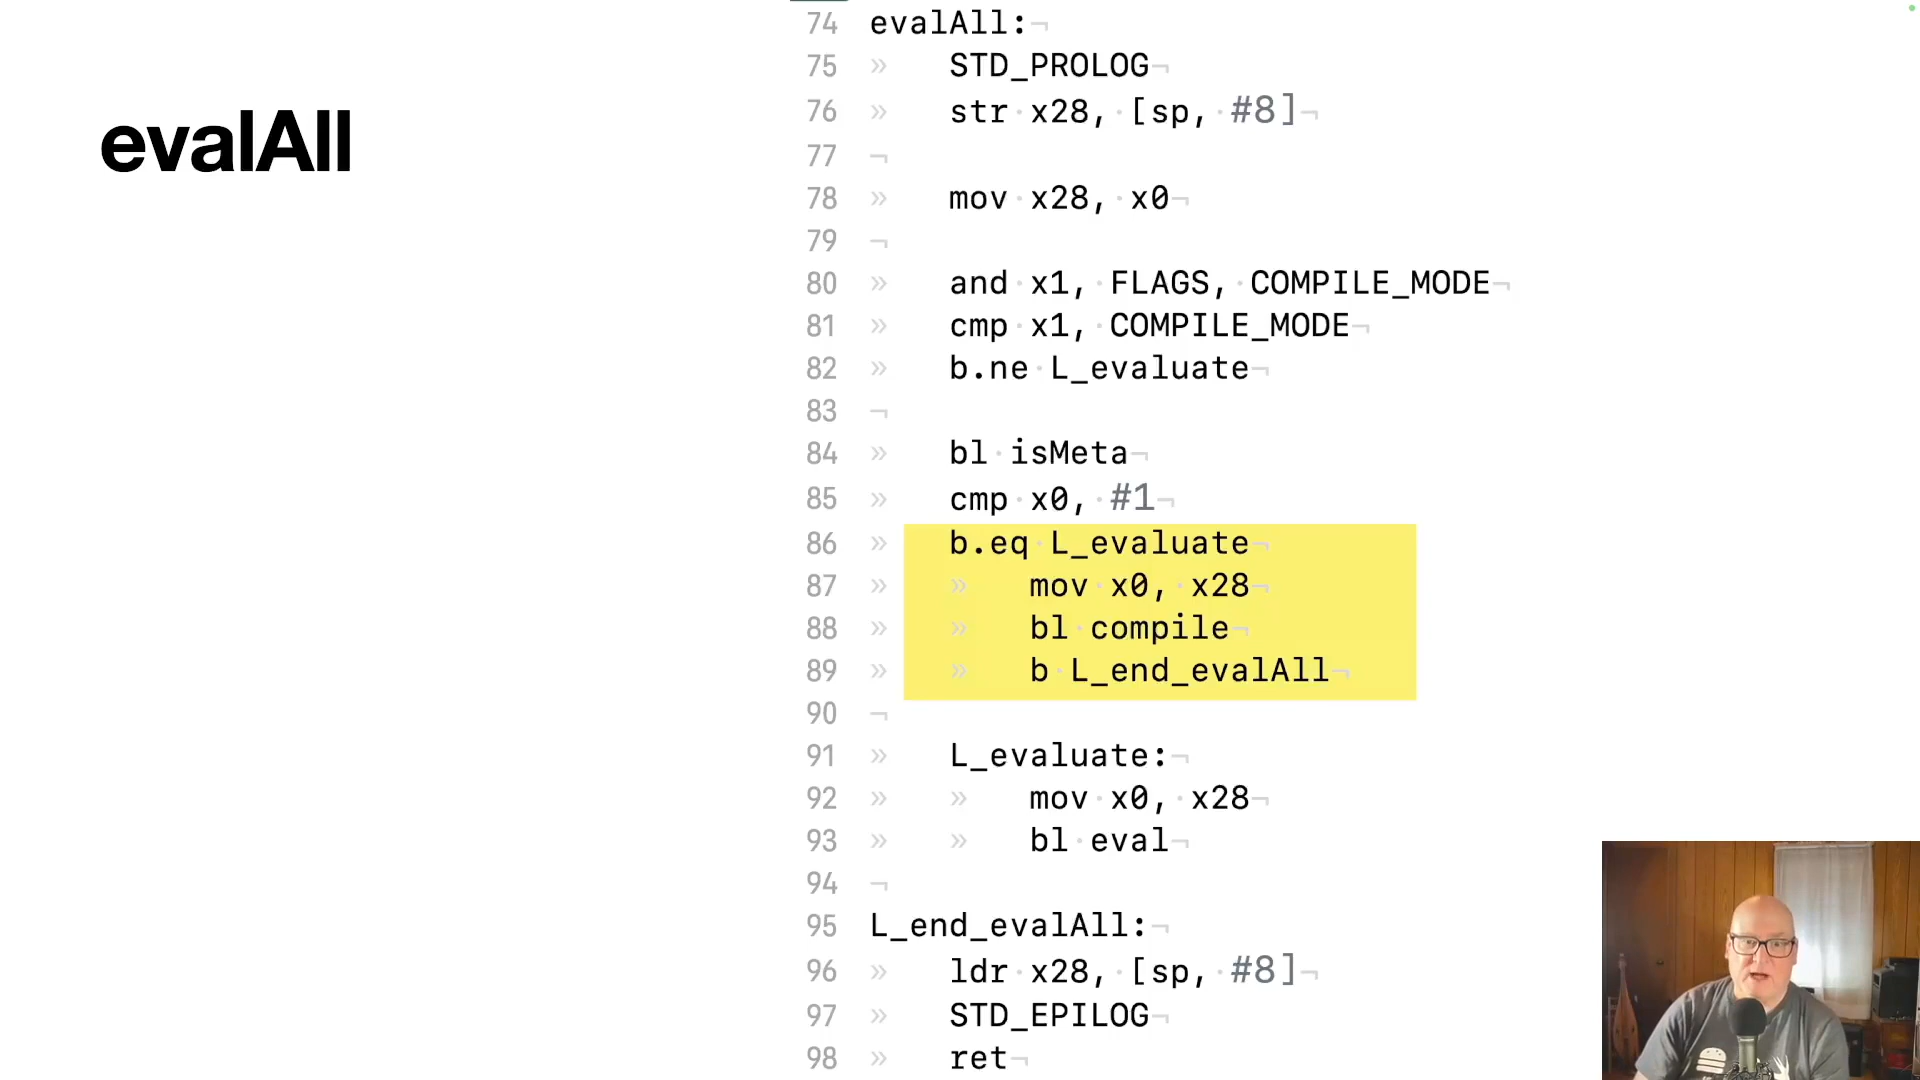 evalAll
74 evalAll:¬
75 » STD_PROLOG¬
76 » str·x28,·[sp,·#8]¬
77 ¬
78 » mov·x28,·x0¬
79 ¬
80 » and·x1,·FLAGS,·COMPILE_MODE¬
81 » cmp·x1,·COMPILE_MODE¬
82 » b.ne·L_evaluate¬
83 ¬
84 » bl·isMeta¬
85 » cmp·x0,·#1¬
86 » b.eq·L_evaluate¬
87 » » mov·x0,·x28¬
88 » » bl·compile¬
89 » » b·L_end_evalAll¬
90 ¬
91 » L_evaluate:¬
92 » » mov·x0,·x28¬
93 » » bl·eval¬
94 ¬
95 L_end_evalAll:¬
96 » ldr·x28,·[sp,·#8]¬
97 » STD_EPILOG¬
98 » ret¬